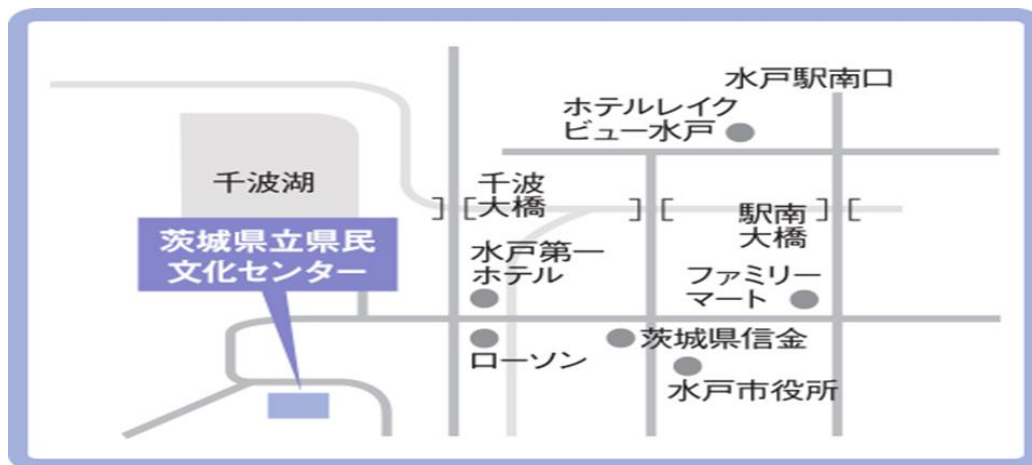 水戸駅南口
ホテルレイク
ビュー水戸
千波湖
千波
大橋
駅南
大橋
茨城県立県民
文化センター
水戸第一
ホテル
ファミリー
マート
ローソン
茨城県信金
水戸市役所